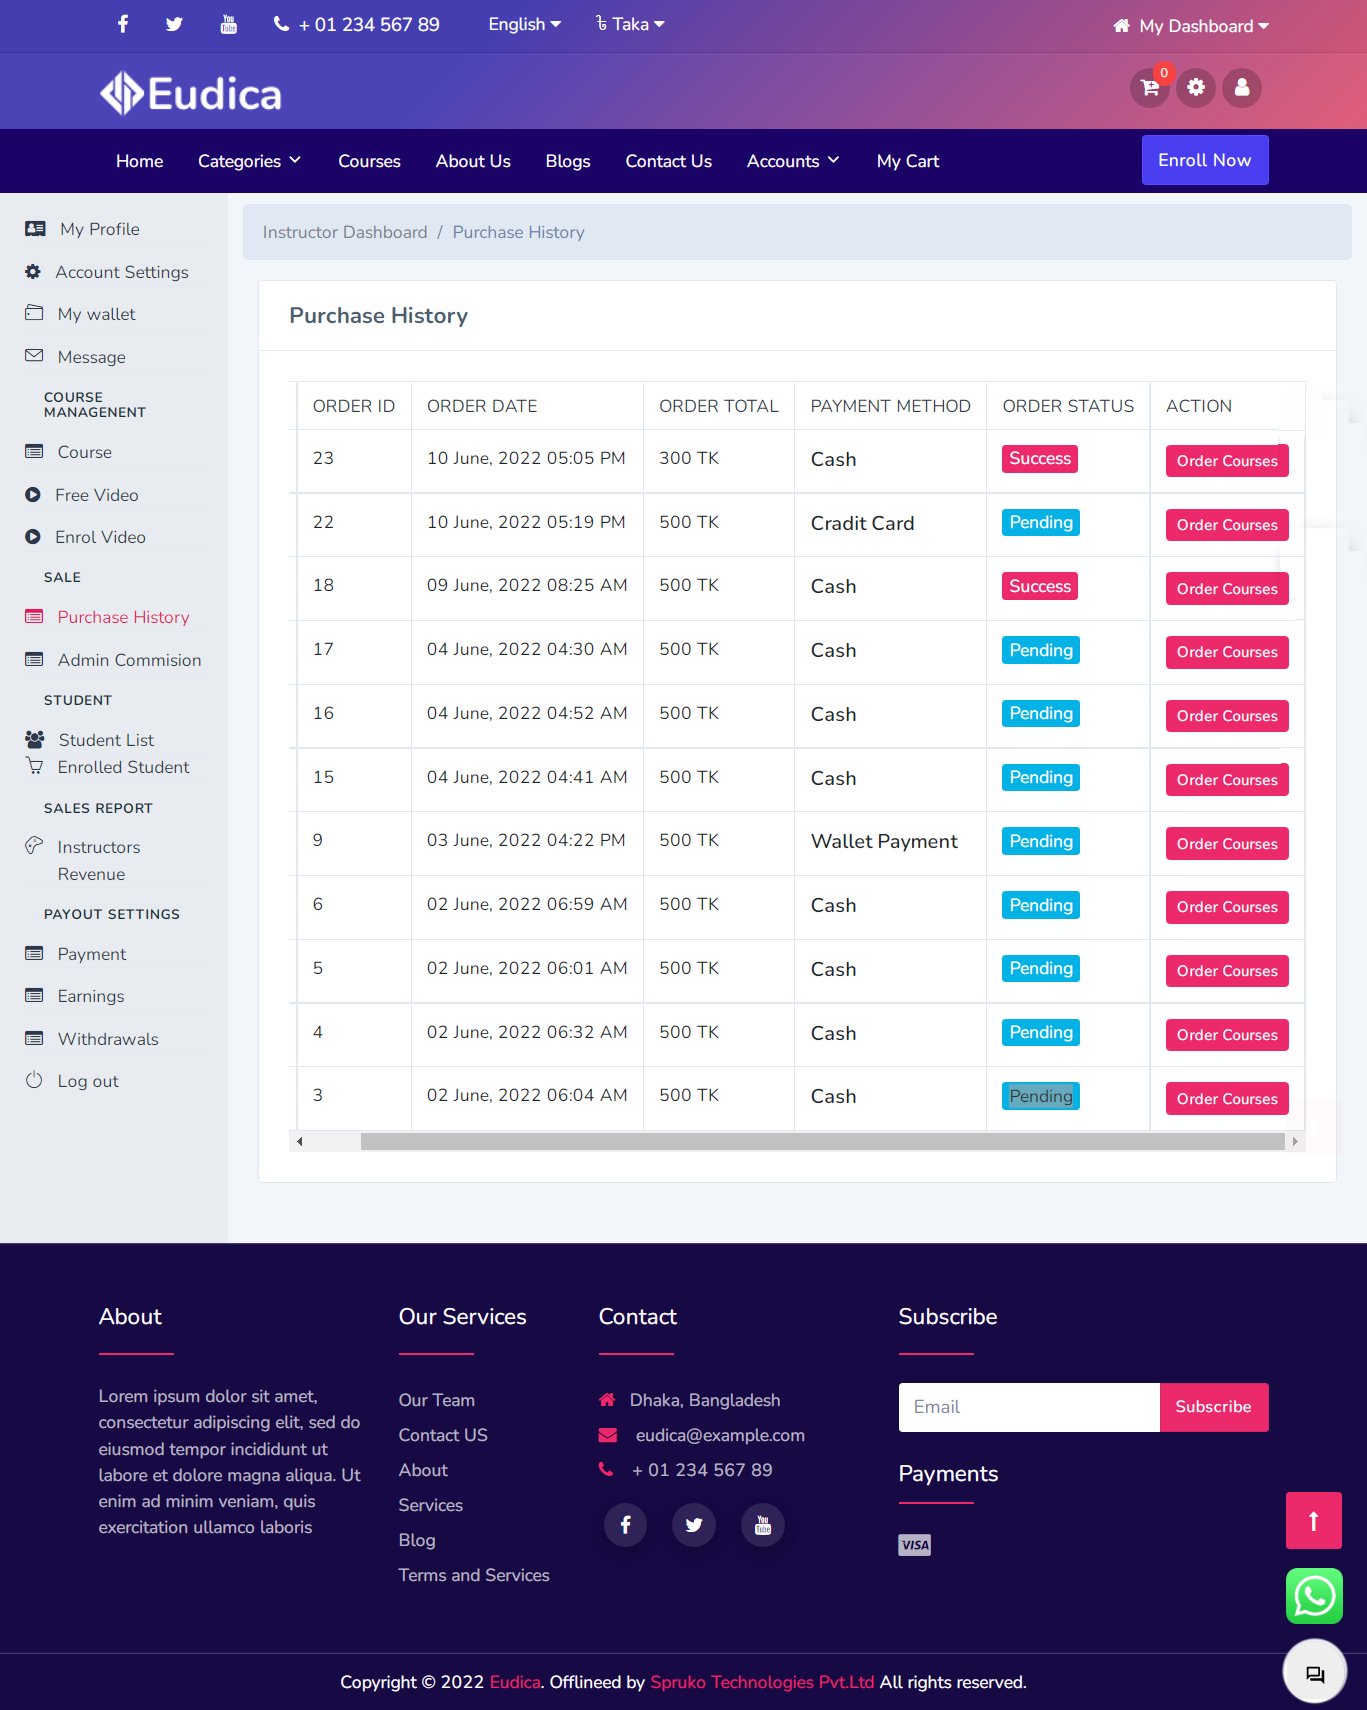 + 01 234 567 89 English ৳ Taka My Dashboard
Eudica 0
Home Categories Courses About Us Blogs Contact Us Accounts My Cart Enroll Now
My Profile
Account Settings
My wallet
Message
COURSE
MANAGENENT
Course
Free Video
Enrol Video
SALE
Purchase History
Admin Commision
STUDENT
Student List
Enrolled Student
SALES REPORT
Instructors
Revenue
PAYOUT SETTINGS
Payment
Earnings
Withdrawals
Log out
Instructor Dashboard / Purchase History
Purchase History
ORDER ID ORDER DATE ORDER TOTAL PAYMENT METHOD ORDER STATUS ACTION
23 10 June, 2022 05:05 PM 300 TK Cash Success Order Courses
22 10 June, 2022 05:19 PM 500 TK Cradit Card Pending Order Courses
18 09 June, 2022 08:25 AM 500 TK Cash Success Order Courses
17 04 June, 2022 04:30 AM 500 TK Cash Pending Order Courses
16 04 June, 2022 04:52 AM 500 TK Cash Pending Order Courses
15 04 June, 2022 04:41 AM 500 TK Cash Pending Order Courses
9 03 June, 2022 04:22 PM 500 TK Wallet Payment Pending Order Courses
6 02 June, 2022 06:59 AM 500 TK Cash Pending Order Courses
5 02 June, 2022 06:01 AM 500 TK Cash Pending Order Courses
4 02 June, 2022 06:32 AM 500 TK Cash Pending Order Courses
3 02 June, 2022 06:04 AM 500 TK Cash Pending Order Courses
About
Lorem ipsum dolor sit amet,
consectetur adipiscing elit, sed do
eiusmod tempor incididunt ut
labore et dolore magna aliqua. Ut
enim ad minim veniam, quis
exercitation ullamco laboris
Our Services
Our Team
Contact US
About
Services
Blog
Terms and Services
Contact
Dhaka, Bangladesh
eudica@example.com
+ 01 234 567 89
You Tube
Subscribe
Email Subscribe
Payments
VISA
Copyright © 2022 Eudica. Offlineed by Spruko Technologies Pvt.Ltd All rights reserved.